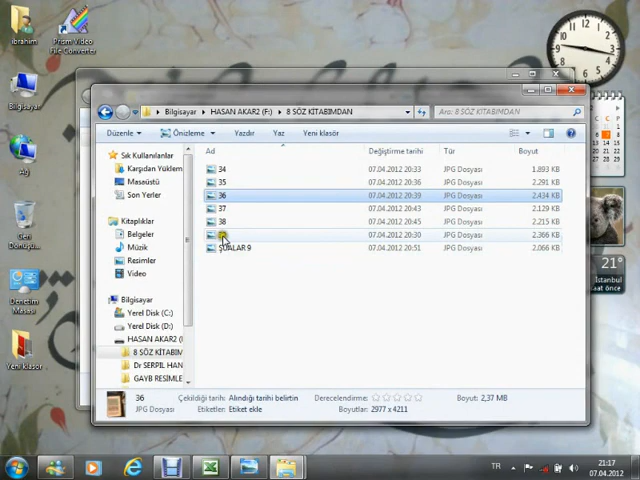 ibrahim
Prism Video
File Converter
Bilgisayar
Ağ
Geri
Dönüşü...
Denetim
Masası
Yeni klasör
Bilgisayar ▸ HASAN AKAR2 (F:) ▸ 8 SÖZ KİTABIMDAN
Ara: 8 SÖZ KİTABIMDAN
Düzenle Önizleme Yazdır Yaz Yeni klasör
Sık Kullanılanlar
Karşıdan Yüklem
Masaüstü
Son Yerler
Kitaplıklar
Belgeler
Müzik
Resimler
Video
Bilgisayar
Yerel Disk (C:)
Yerel Disk (D:)
HASAN AKAR2 (
8 SÖZ KİTABIM
Dr SERPIL HAN
GAYB RESİMLE
Ad Değiştirme tarihi Tür Boyut
34 07.04.2012 20:33 JPG Dosyası 1.893 KB
35 07.04.2012 20:36 JPG Dosyası 2.291 KB
36 07.04.2012 20:39 JPG Dosyası 2.434 KB
37 07.04.2012 20:43 JPG Dosyası 2.129 KB
38 07.04.2012 20:45 JPG Dosyası 2.215 KB
07.04.2012 20:30 JPG Dosyası 2.366 KB
ŞUALAR 9 07.04.2012 20:51 JPG Dosyası 2.066 KB
36 Çekildiği tarih: Alındığı tarihi belirtin Derecelendirme: Boyut: 2,37 MB
JPG Dosyası Etiketler: Etiket ekle Boyutlar: 2977 x 4211
21°
İstanbul
saat önce
TR
21:17
07.04.2012